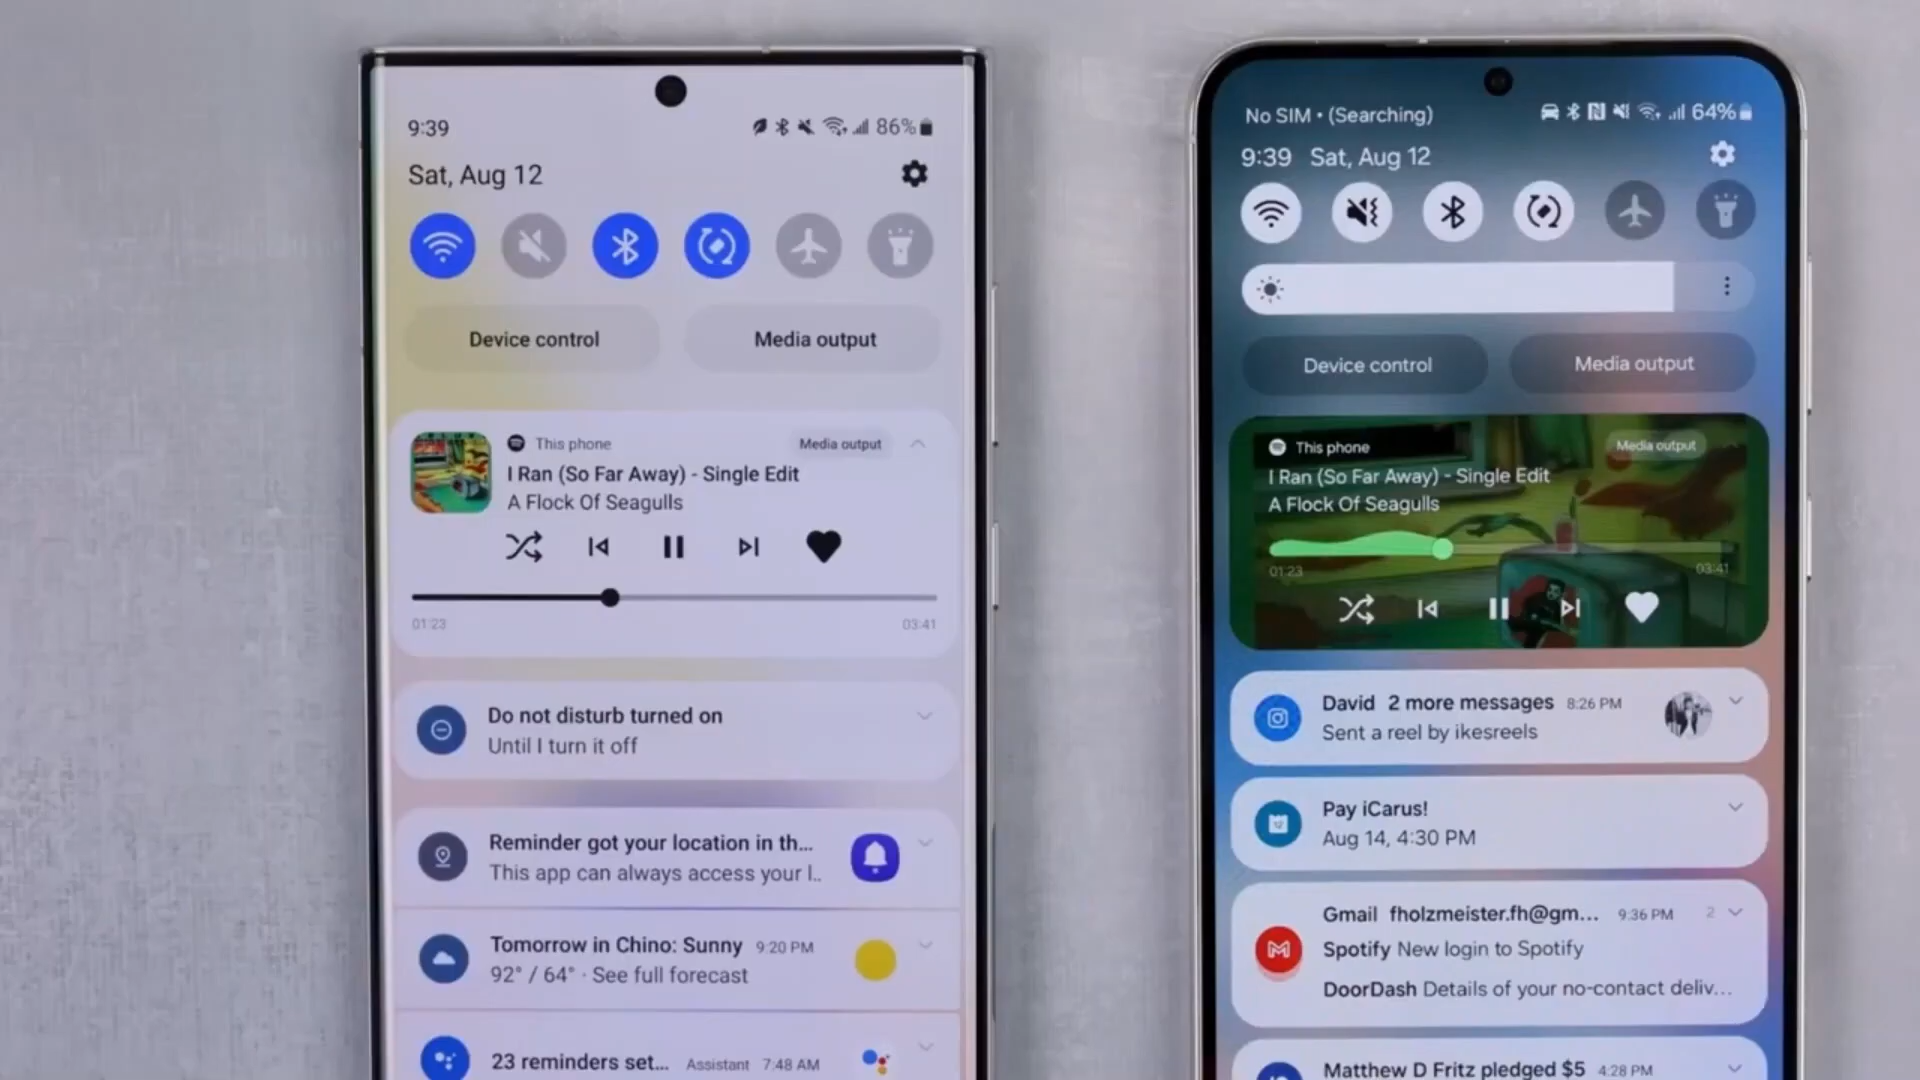 9:39
86%
Sat, Aug 12
Device control
Media output
This phone
Media output
I Ran (So Far Away) - Single Edit
A Flock Of Seagulls
01:23
03:41
Do not disturb turned on
Until I turn it off
Reminder got your location in th...
This app can always access your l..
Tomorrow in Chino: Sunny 9:20 PM
92° / 64° · See full forecast
23 reminders set... Assistant 7:48 AM
No SIM • (Searching)
64%
9:39 Sat, Aug 12
Device control
Media output
This phone
Media output
I Ran (So Far Away) - Single Edit
A Flock Of Seagulls
01:23
03:41
David 2 more messages 8:26 PM
Sent a reel by ikesreels
Pay iCarus!
Aug 14, 4:30 PM
Gmail fholzmeister.fh@gm... 9:36 PM 2
Spotify New login to Spotify
DoorDash Details of your no-contact deliv...
Matthew D Fritz pledged $5 4:28 PM